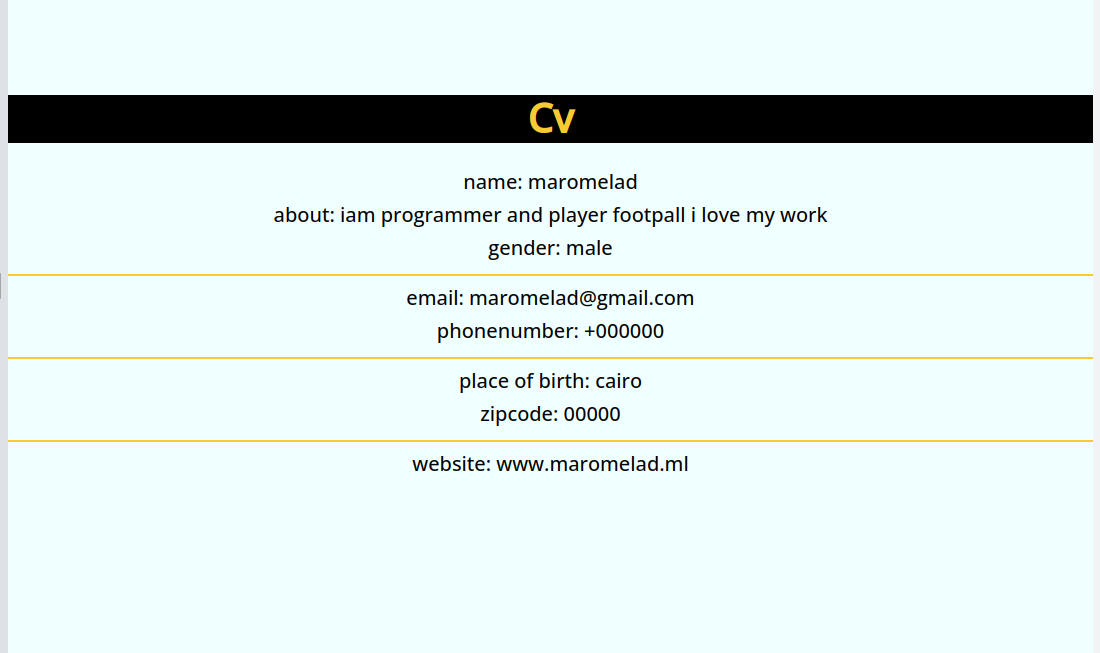 Cv
name: maromelad
about: iam programmer and player footpall i love my work
gender: male
email: maromelad@gmail.com
phonenumber: +000000
place of birth: cairo
zipcode: 00000
website: www.maromelad.ml